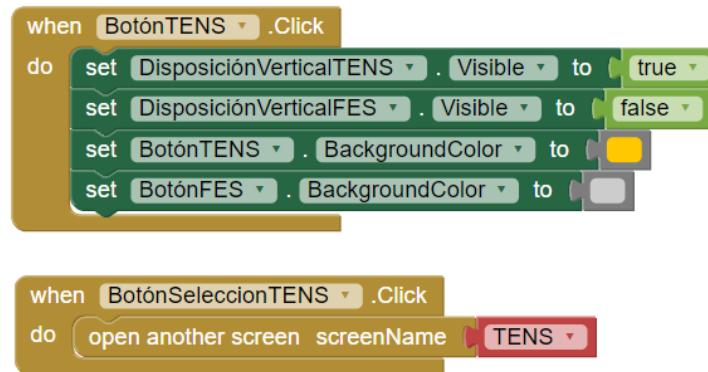 when BotónTENS .Click
do set DisposiciónVerticalTENS . Visible to true
set DisposiciónVerticalFES . Visible to false
set BotónTENS . BackgroundColor to
set BotónFES . BackgroundColor to
when BotónSeleccionTENS .Click
do open another screen screenName TENS